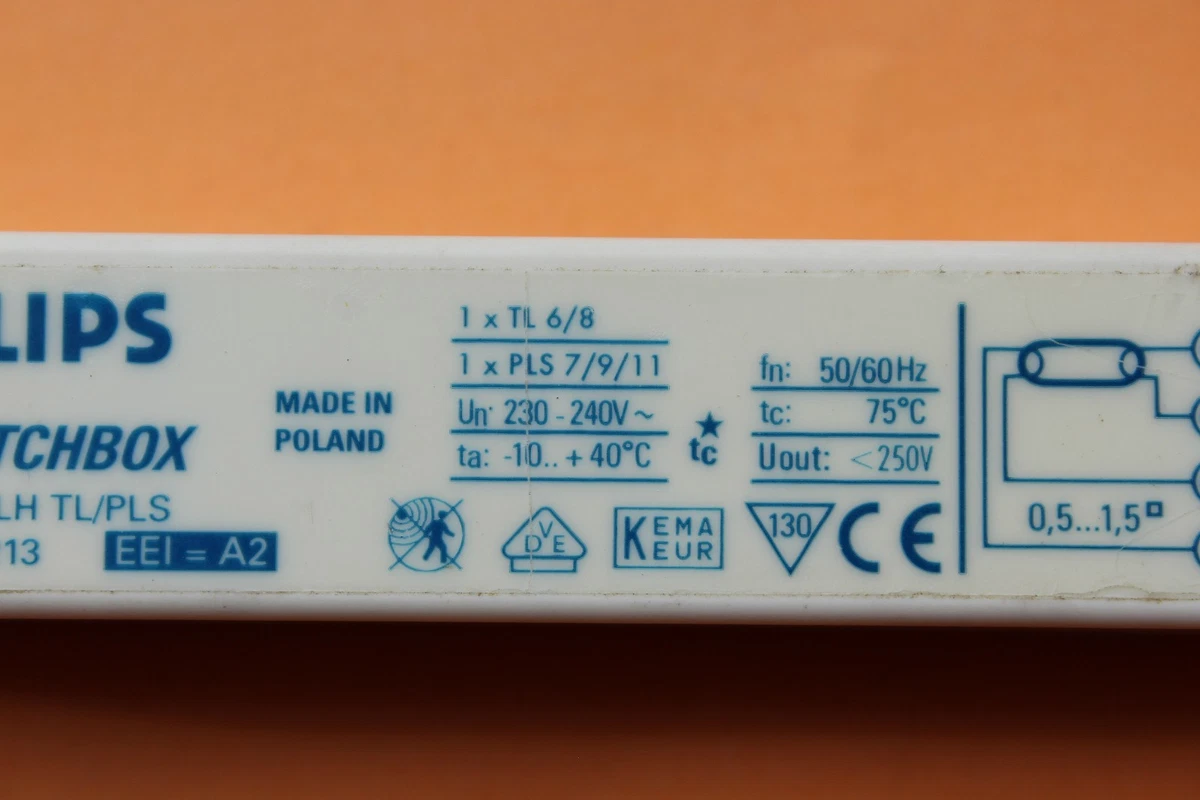 LIPS
TCHBOX
LH TL/PLS
13
EEI = A2
MADE IN
POLAND
1 x TL 6/8
1 x PLS 7/9/11
Un: 230 - 240V ~
ta: -10.. + 40°C
★
tc
fn: 50/60Hz
tc: 75°C
Uout: < 250V
VDE
KEMA
KEUR
130
CE
0,5...1,5